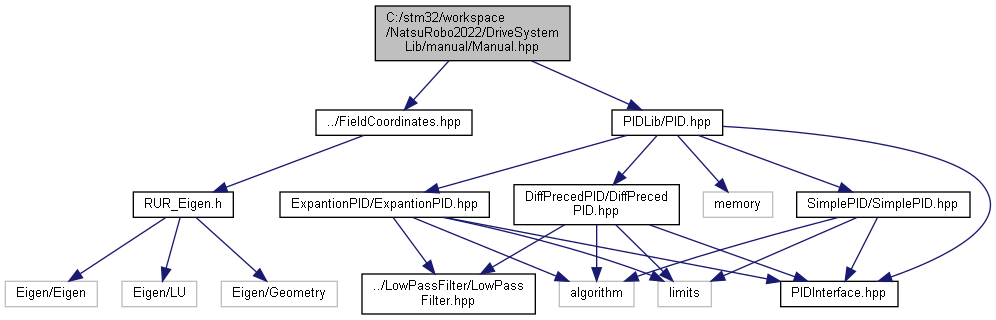 C:/stm32/workspace
/NatsuRobo2022/DriveSystem
Lib/manual/Manual.hpp
../FieldCoordinates.hpp
PIDLib/PID.hpp
RUR_Eigen.h
ExpantionPID/ExpantionPID.hpp
DiffPrecedPID/DiffPreced
PID.hpp
memory
SimplePID/SimplePID.hpp
Eigen/Eigen
Eigen/LU
Eigen/Geometry
../LowPassFilter/LowPass
Filter.hpp
algorithm
limits
PIDInterface.hpp